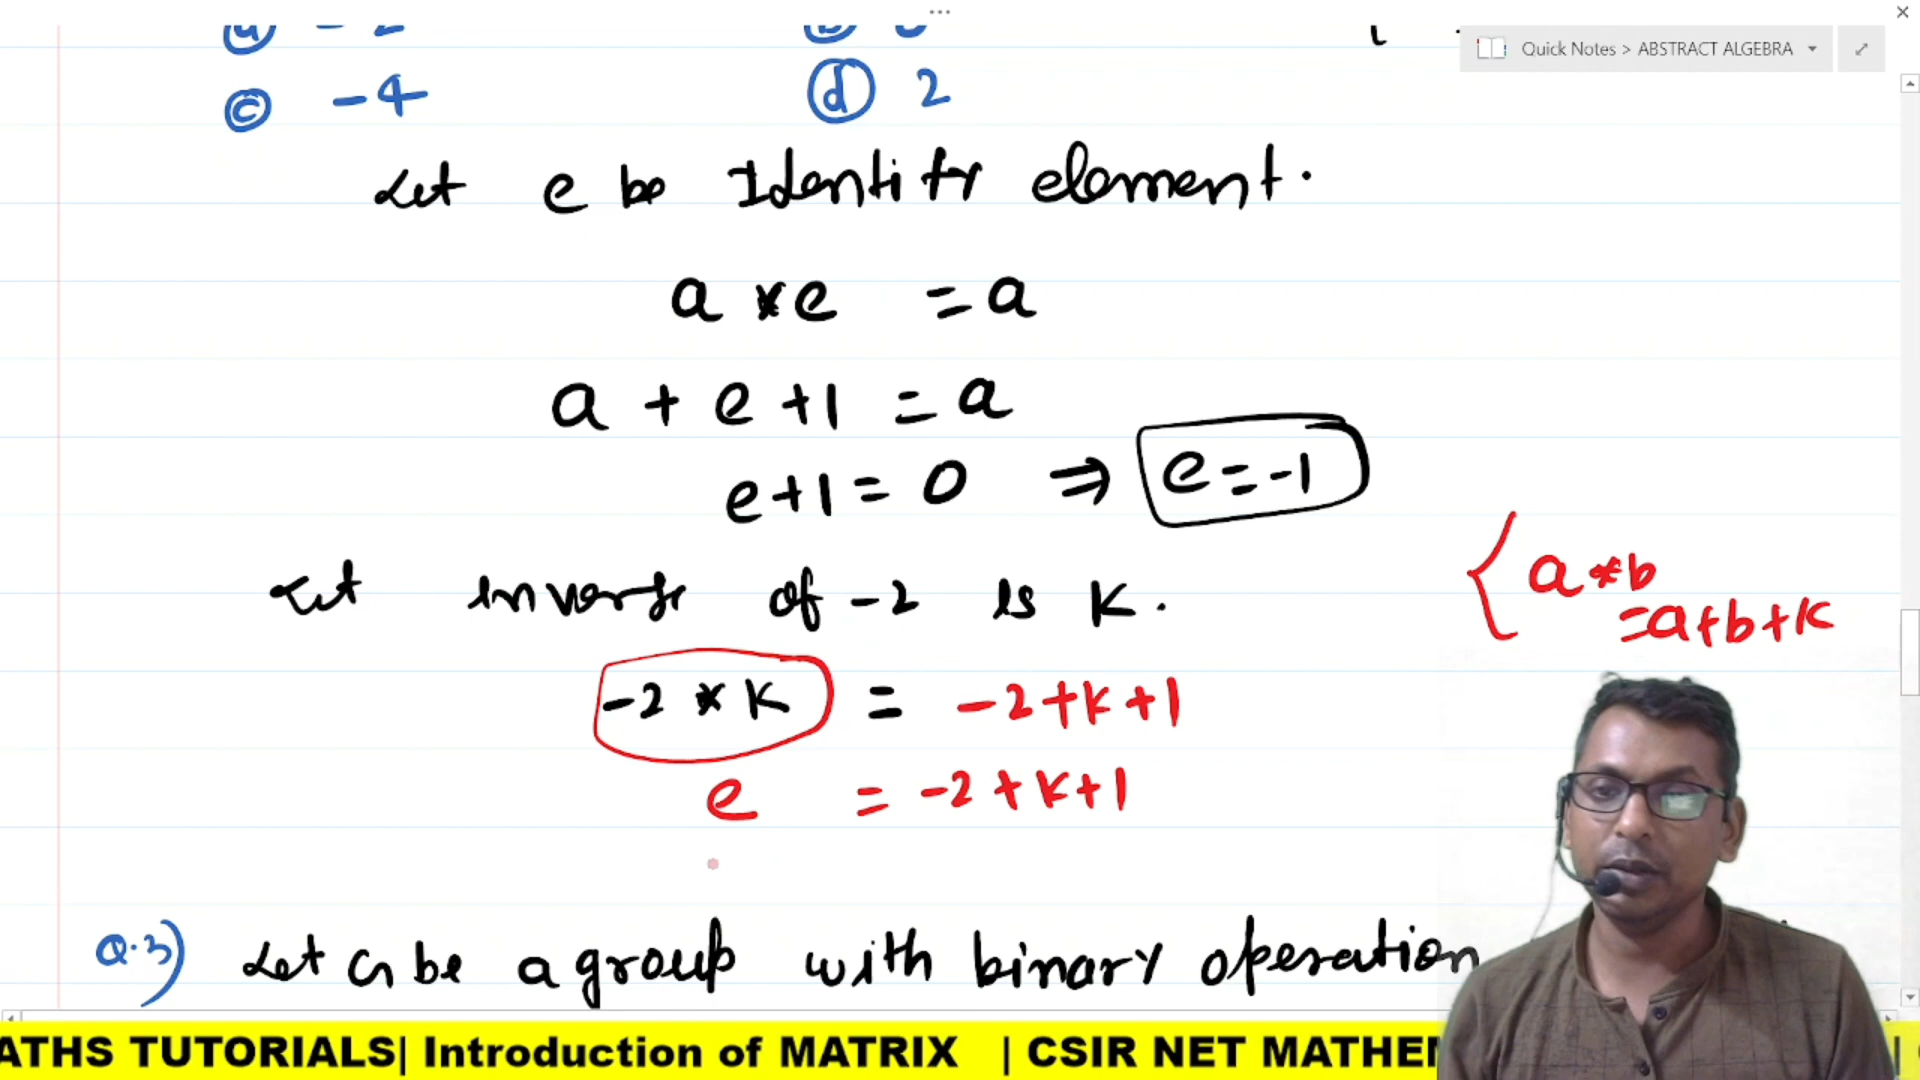 Quick Notes > ABSTRACT ALGEBRA
ⓒ -4 ⓓ 2
Let e be Identity element.
a * e = a
a + e + 1 = a
e + 1 = 0 ⇒ e = -1
Let inverse of -2 is K.
{ a * b
= a + b + K
-2 * K = -2 + K + 1
e = -2 + K + 1
Q.3) Let G be a group with binary operation
ATHS TUTORIALS| Introduction of MATRIX | CSIR NET MATHE